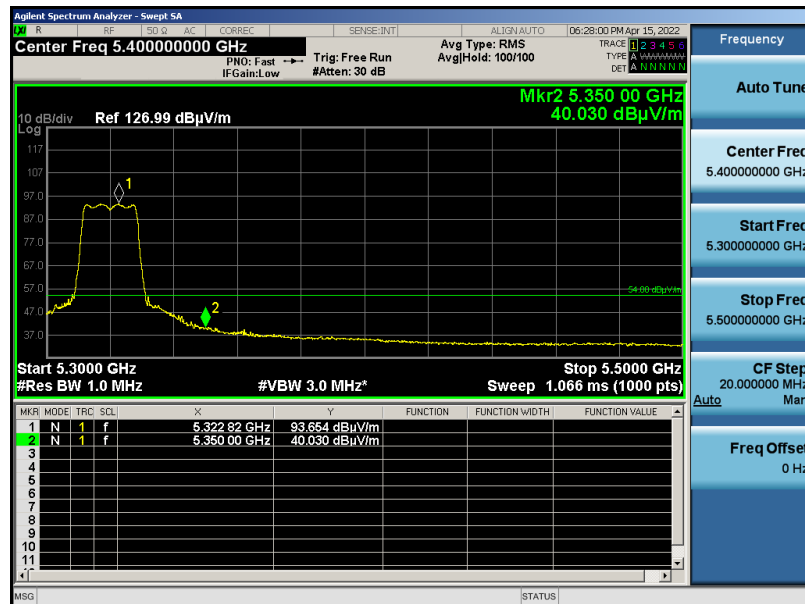 Agilent Spectrum Analyzer - Swept SA
LXI R RF 50 Ω AC CORREC SENSE:INT ALIGN AUTO 06:28:00 PM Apr 15, 2022
Center Freq 5.400000000 GHz
PNO: Fast
IFGain:Low
Trig: Free Run
#Atten: 30 dB
Avg Type: RMS
Avg|Hold: 100/100
TRACE 1 2 3 4 5 6
TYPE A WWWWW
DET A N N N N N
Mkr2 5.350 00 GHz
40.030 dBµV/m
10 dB/div Ref 126.99 dBµV/m
Log
117
107
97.0
87.0
77.0
67.0
57.0
47.0
37.0
1
2
54.00 dBµV/m
Start 5.3000 GHz Stop 5.5000 GHz
#Res BW 1.0 MHz #VBW 3.0 MHz* Sweep 1.066 ms (1000 pts)
MKR MODE TRC SCL X Y FUNCTION FUNCTION WIDTH FUNCTION VALUE
1 N 1 f 5.322 82 GHz 93.654 dBµV/m
2 N 1 f 5.350 00 GHz 40.030 dBµV/m
3
4
5
6
7
8
9
10
11
MSG STATUS
Frequency
Auto Tune
Center Freq
5.400000000 GHz
Start Freq
5.300000000 GHz
Stop Freq
5.500000000 GHz
CF Step
20.000000 MHz
Auto Man
Freq Offset
0 Hz